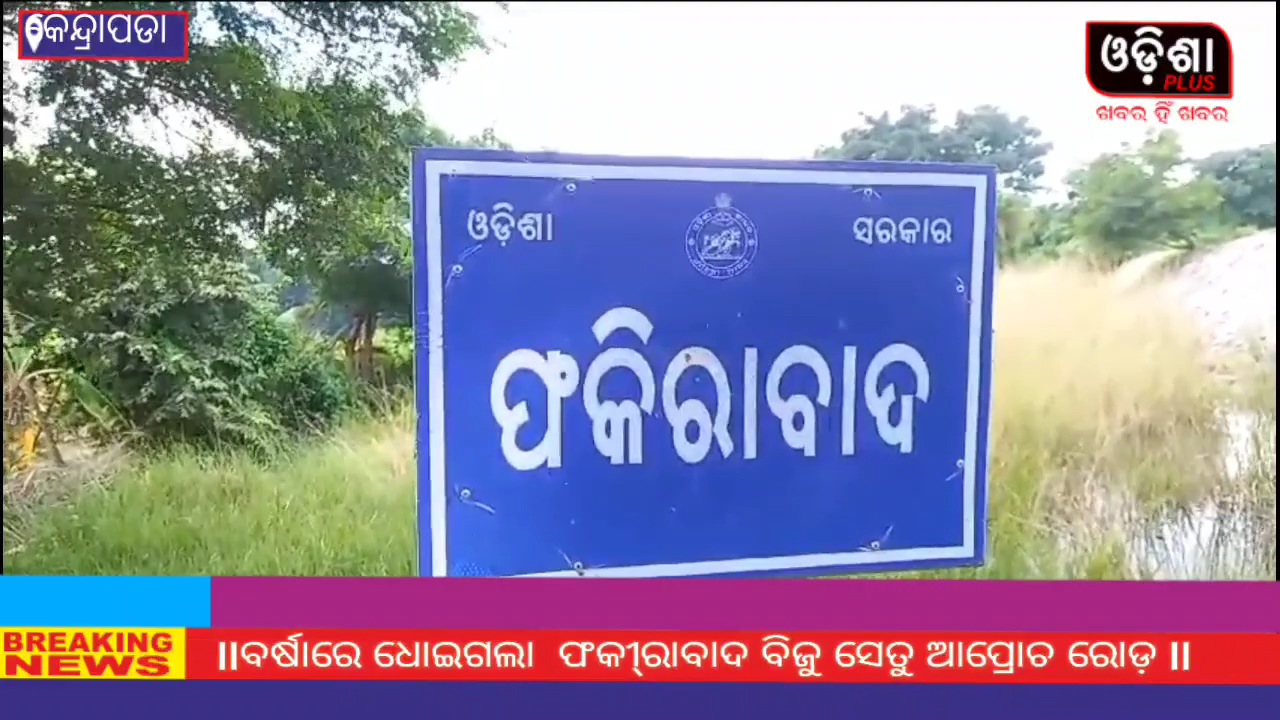 କେନ୍ଦ୍ରାପଡା
ଓଡ଼ିଶା
PLUS
ଖବର ହିଁ ଖବର
ଓଡ଼ିଶା ସରକାର
ଫକିରାବାଦ
BREAKING
NEWS
||ବର୍ଷାରେ ଧୋଇଗଲା ଫକୀ୍ରାବାଦ ବିଜୁ ସେତୁ ଆପ୍ରୋଚ ରୋଡ଼ ||